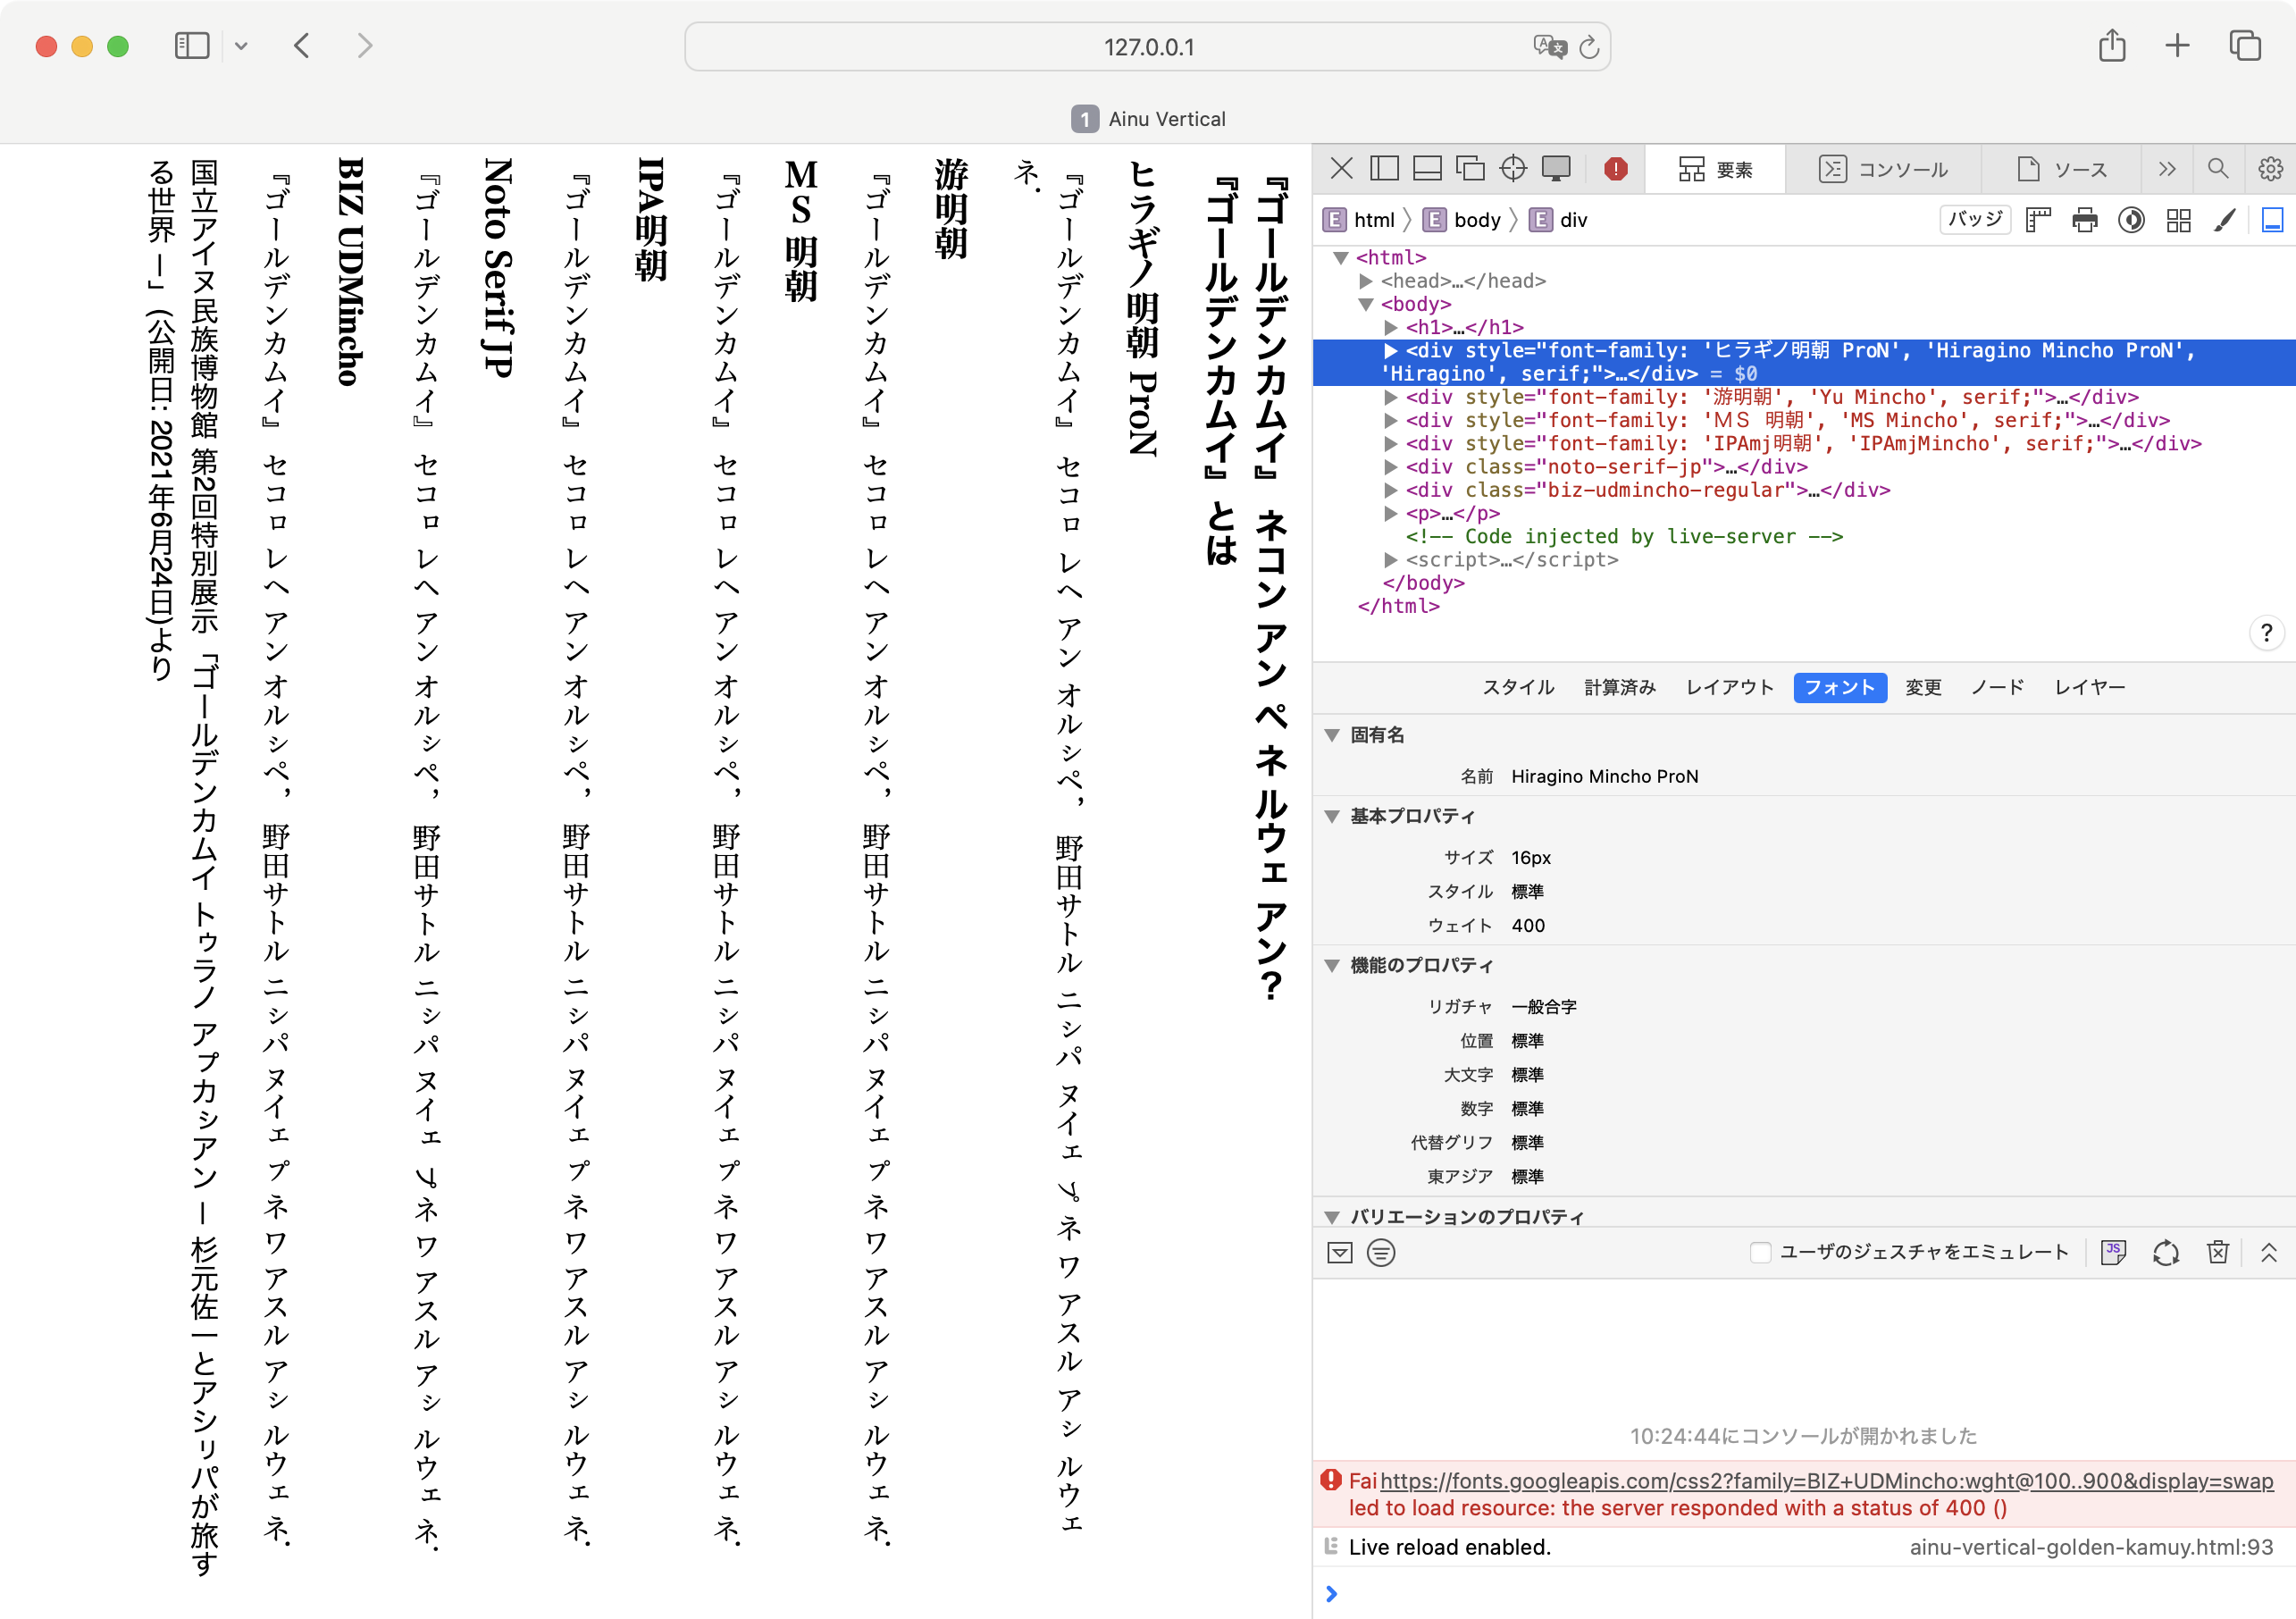 127.0.0.1
1 Ainu Vertical
『ゴールデンカムイ』 ネコン アン ペ ネ ルウェ アン?
『ゴールデンカムイ』とは
ヒラギノ明朝 ProN
『ゴールデンカムイ』 セコㇿ レヘ アン オルㇱペ, 野田サトル ニㇱパ ヌイェ ㇷ゚ ネ ワ アスル アㇱ ルウェ
ネ.
游明朝
『ゴールデンカムイ』 セコㇿ レヘ アン オルㇱペ, 野田サトル ニㇱパ ヌイェ ㇷ゚ ネ ワ アスル アㇱ ルウェ ネ.
MS 明朝
『ゴールデンカムイ』 セコㇿ レヘ アン オルㇱペ, 野田サトル ニㇱパ ヌイェ ㇷ゚ ネ ワ アスル アㇱ ルウェ ネ.
IPA明朝
『ゴールデンカムイ』 セコㇿ レヘ アン オルㇱペ, 野田サトル ニㇱパ ヌイェ ㇷ゚ ネ ワ アスル アㇱ ルウェ ネ.
Noto Serif JP
『ゴールデンカムイ』 セコㇿ レヘ アン オルㇱペ, 野田サトル ニㇱパ ヌイェ ㇷ゚ ネ ワ アスル アㇱ ルウェ ネ.
BIZ UDMincho
『ゴールデンカムイ』 セコㇿ レヘ アン オルㇱペ, 野田サトル ニㇱパ ヌイェ ㇷ゚ ネ ワ アスル アㇱ ルウェ ネ.
国立アイヌ民族博物館 第2回特別展示 「ゴールデンカムイ トゥラノ アㇷ゚カㇱアン ー 杉元佐一とアシㇼパが旅す
る世界 ー」 (公開日: 2021年6月24日)より
要素 コンソール ソース
html body div バッジ
<html>
<head>…</head>
<body>
<h1>…</h1>
<div style="font-family: 'ヒラギノ明朝 ProN', 'Hiragino Mincho ProN',
'Hiragino', serif;">…</div> = $0
<div style="font-family: '游明朝', 'Yu Mincho', serif;">…</div>
<div style="font-family: 'ＭＳ 明朝', 'MS Mincho', serif;">…</div>
<div style="font-family: 'IPAmj明朝', 'IPAmjMincho', serif;">…</div>
<div class="noto-serif-jp">…</div>
<div class="biz-udmincho-regular">…</div>
<p>…</p>
<!-- Code injected by live-server -->
<script>…</script>
</body>
</html>
?
スタイル 計算済み レイアウト フォント 変更 ノード レイヤー
固有名
名前 Hiragino Mincho ProN
基本プロパティ
サイズ 16px
スタイル 標準
ウェイト 400
機能のプロパティ
リガチャ 一般合字
位置 標準
大文字 標準
数字 標準
代替グリフ 標準
東アジア 標準
バリエーションのプロパティ
ユーザのジェスチャをエミュレート JS
10:24:44にコンソールが開かれました
Fai https://fonts.googleapis.com/css2?family=BIZ+UDMincho:wght@100..900&display=swap
led to load resource: the server responded with a status of 400 ()
Live reload enabled. ainu-vertical-golden-kamuy.html:93